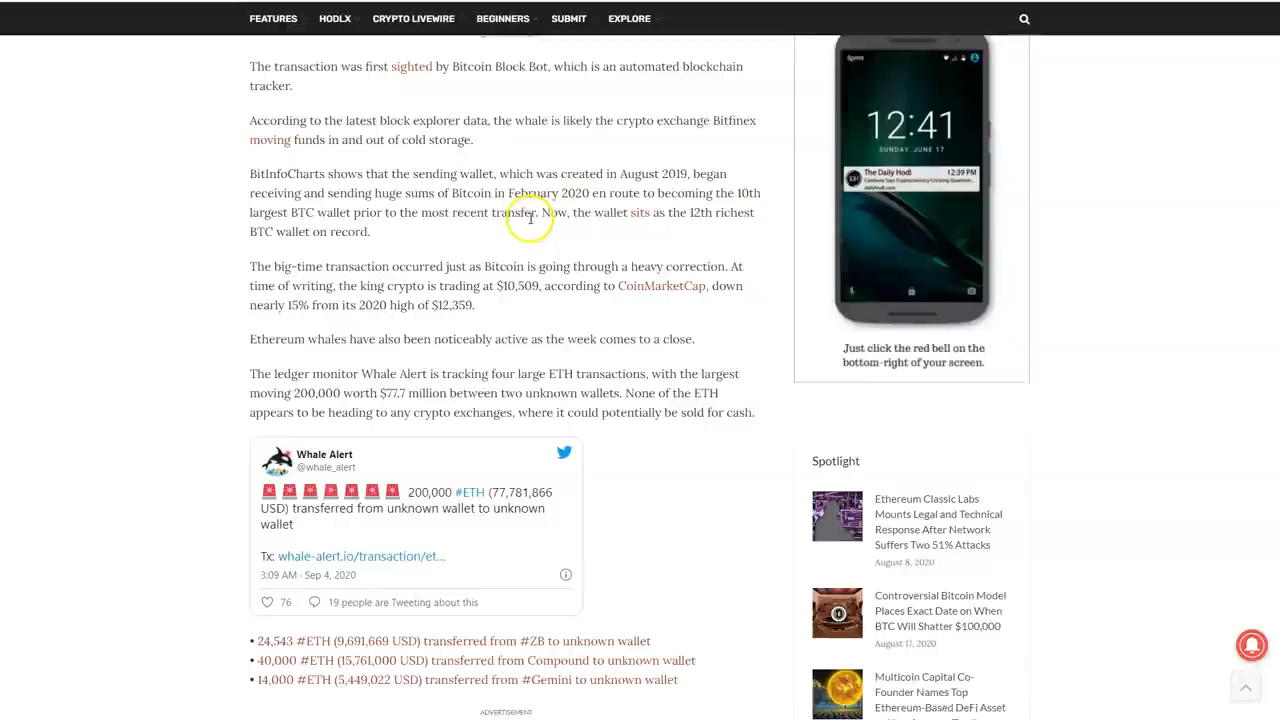 FEATURES HODLX CRYPTO LIVEWIRE BEGINNERS SUBMIT EXPLORE
The transaction was first sighted by Bitcoin Block Bot, which is an automated blockchain
tracker.
According to the latest block explorer data, the whale is likely the crypto exchange Bitfinex
moving funds in and out of cold storage.
BitInfoCharts shows that the sending wallet, which was created in August 2019, began
receiving and sending huge sums of Bitcoin in February 2020 en route to becoming the 10th
largest BTC wallet prior to the most recent transfer. Now, the wallet sits as the 12th richest
BTC wallet on record.
The big-time transaction occurred just as Bitcoin is going through a heavy correction. At
time of writing, the king crypto is trading at $10,509, according to CoinMarketCap, down
nearly 15% from its 2020 high of $12,359.
Ethereum whales have also been noticeably active as the week comes to a close.
The ledger monitor Whale Alert is tracking four large ETH transactions, with the largest
moving 200,000 worth $77.7 million between two unknown wallets. None of the ETH
appears to be heading to any crypto exchanges, where it could potentially be sold for cash.
Whale Alert
@whale_alert
200,000 #ETH (77,781,866
USD) transferred from unknown wallet to unknown
wallet
Tx: whale-alert.io/transaction/et...
3:09 AM - Sep 4, 2020
76 19 people are Tweeting about this
• 24,543 #ETH (9,691,669 USD) transferred from #ZB to unknown wallet
• 40,000 #ETH (15,761,000 USD) transferred from Compound to unknown wallet
• 14,000 #ETH (5,449,022 USD) transferred from #Gemini to unknown wallet
ADVERTISEMENT
12:41
SUNDAY, JUNE 17
The Daily Hodl 12:39 PM
dailyhodl.com
Just click the red bell on the
bottom-right of your screen.
Spotlight
Ethereum Classic Labs
Mounts Legal and Technical
Response After Network
Suffers Two 51% Attacks
August 8, 2020
Controversial Bitcoin Model
Places Exact Date on When
BTC Will Shatter $100,000
August 17, 2020
Multicoin Capital Co-
Founder Names Top
Ethereum-Based DeFi Asset